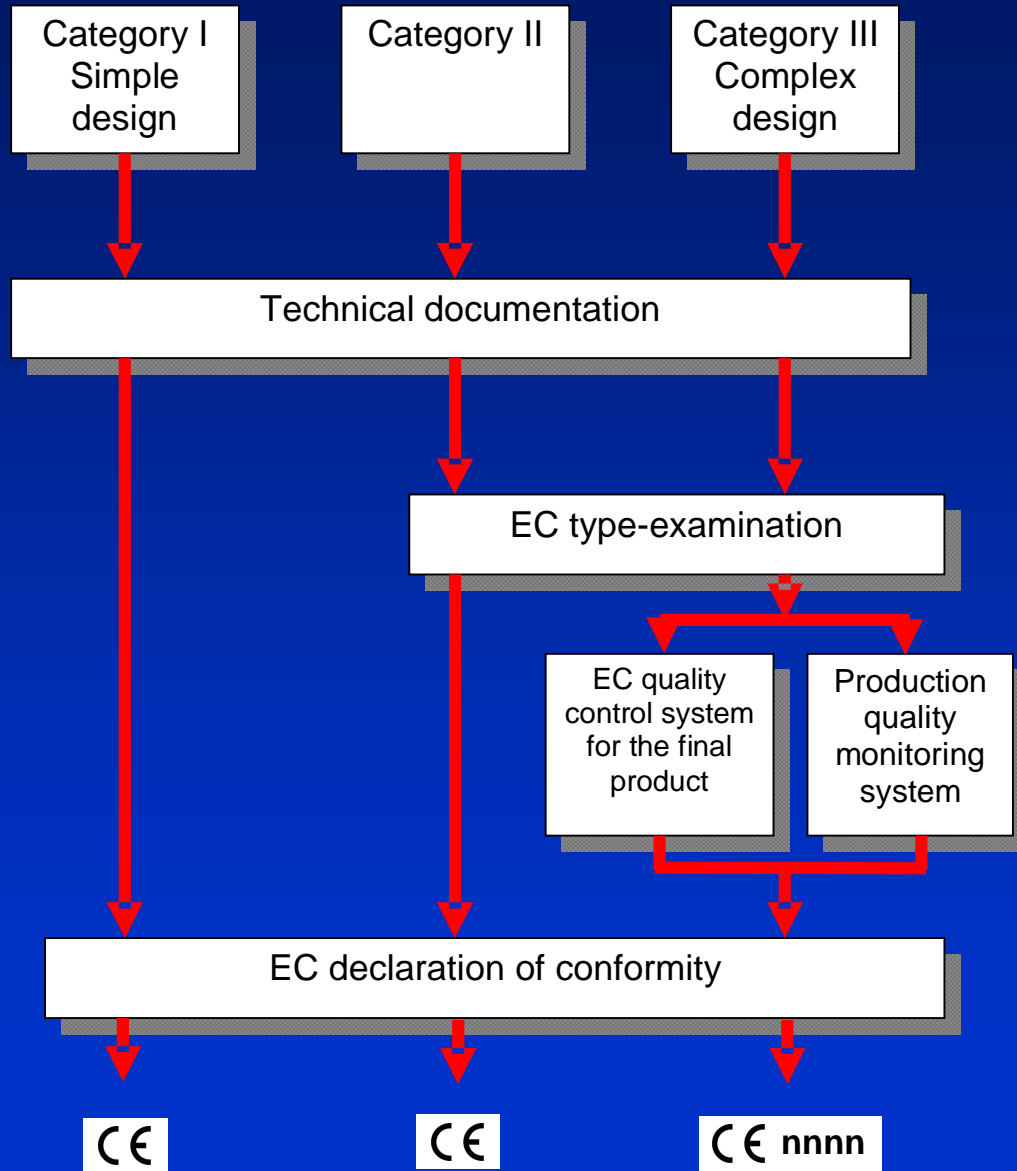 Category I
Simple
design
Category II
Category III
Complex
design
Technical documentation
EC type-examination
EC quality
control system
for the final
product
Production
quality
monitoring
system
EC declaration of conformity
CE
CE
CE nnnn